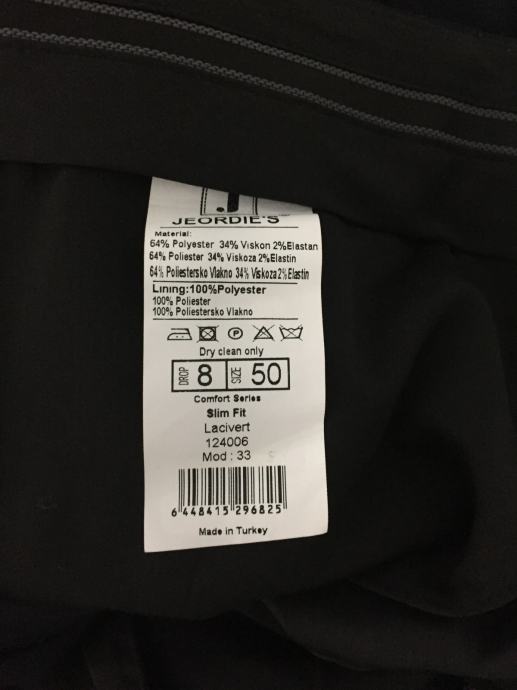 JEORDIE'S
Material:
64% Polyester 34% Viskon 2%Elastan
64% Poliester 34% Viskoza 2%Elastin
64% Poliestersko Vlakno 34% Viskoza 2%Elastin
Lining:100%Polyester
100% Poliester
100% Poliestersko Vlakno
P
Dry clean only
DROP 8 SIZE 50
Comfort Series
Slim Fit
Lacivert
124006
Mod : 33
6 448415 296825
Made in Turkey